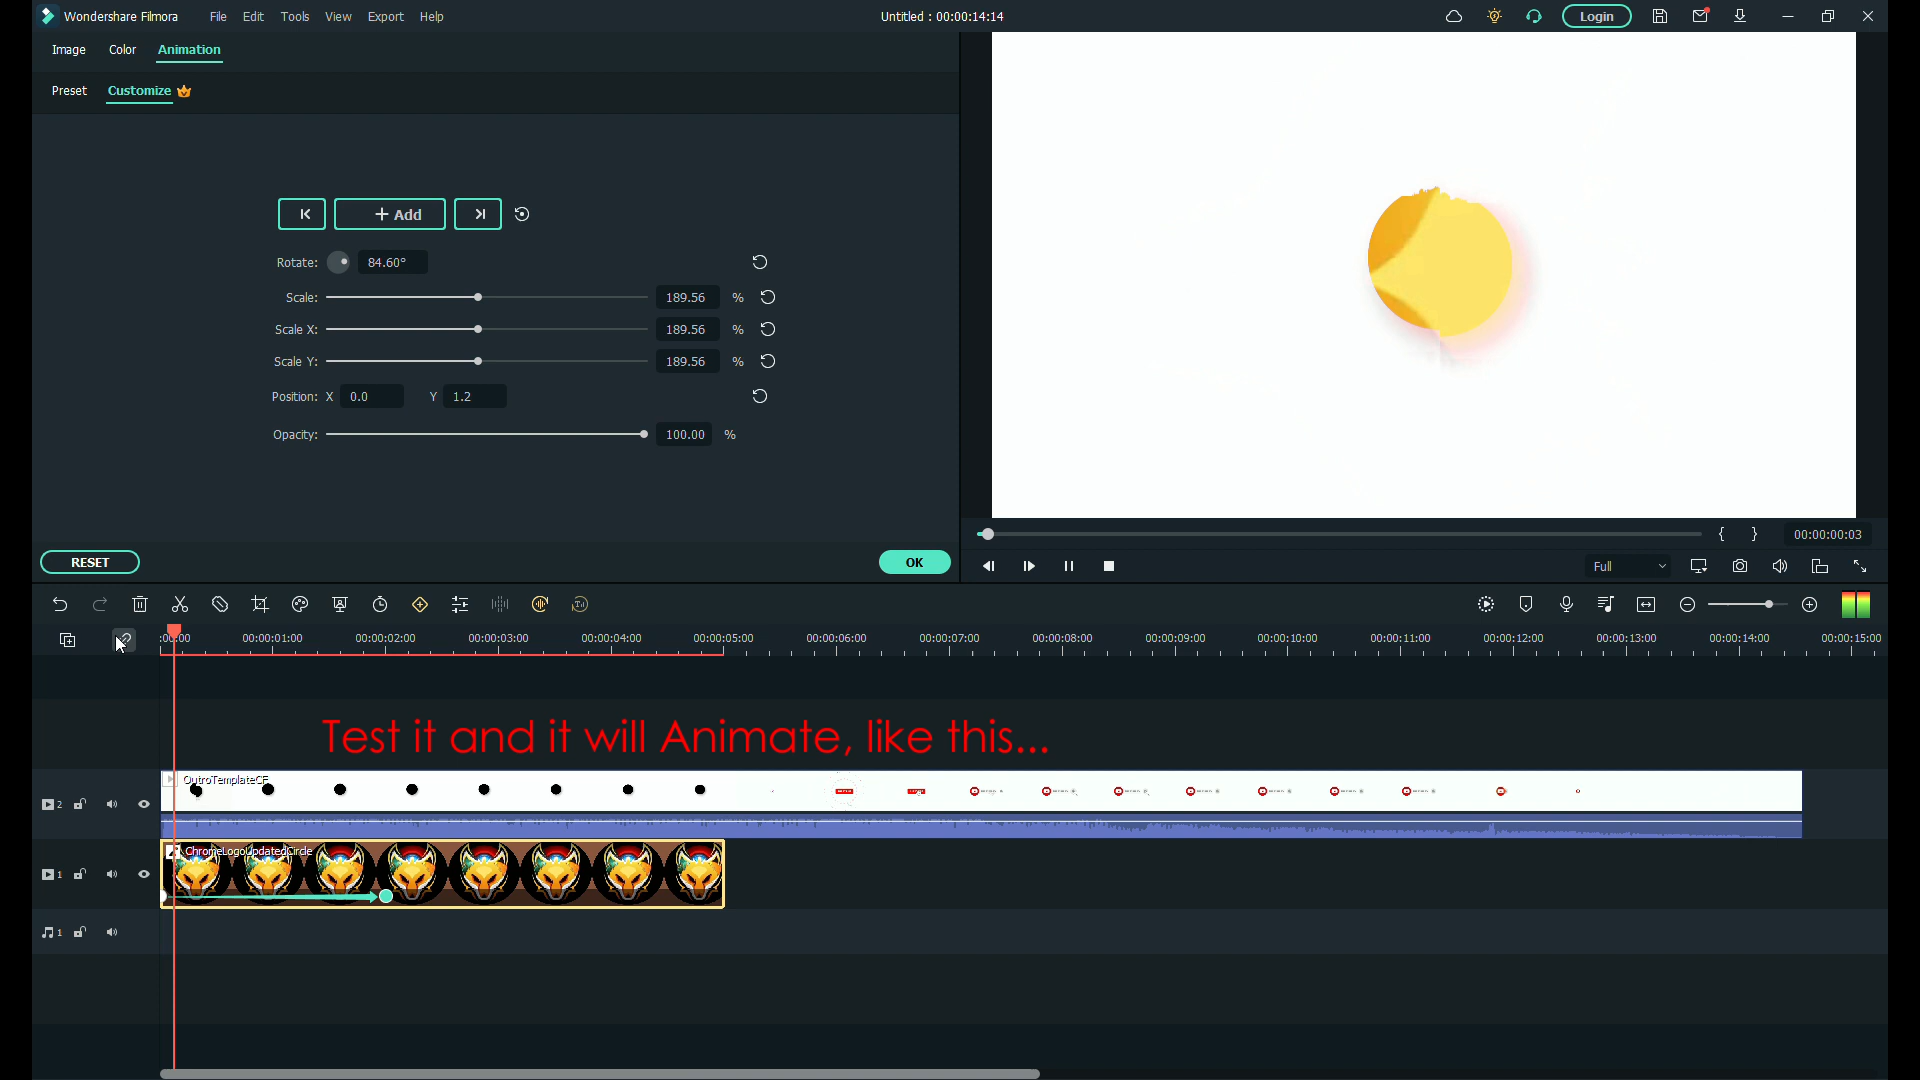 Wondershare Filmora File Edit Tools View Export Help Untitled : 00:00:14:14 Login
Image Color Animation
Preset Customize
+ Add
Rotate: 84.60°
Scale: 189.56 %
Scale X: 189.56 %
Scale Y: 189.56 %
Position: X 0.0 Y 1.2
Opacity: 100.00 %
{ } 00:00:00:03
RESET OK Full
:00:00 00:00:01:00 00:00:02:00 00:00:03:00 00:00:04:00 00:00:05:00 00:00:06:00 00:00:07:00 00:00:08:00 00:00:09:00 00:00:10:00 00:00:11:00 00:00:12:00 00:00:13:00 00:00:14:00 00:00:15:00
Test it and it will Animate, like this...
OutroTemplateCF
2
ChromeLogoUpdatedCircle
1
1